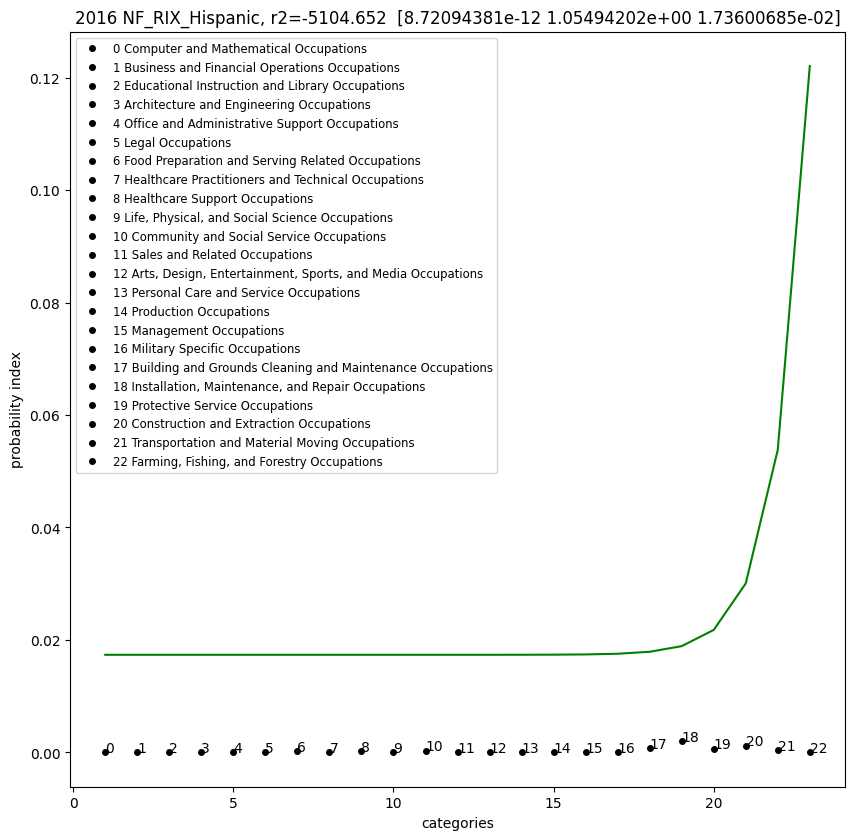 2016 NF_RIX_Hispanic, r2=-5104.652  [8.72094381e-12 1.05494202e+00 1.73600685e-02]
0 Computer and Mathematical Occupations
1 Business and Financial Operations Occupations
2 Educational Instruction and Library Occupations
3 Architecture and Engineering Occupations
4 Office and Administrative Support Occupations
5 Legal Occupations
6 Food Preparation and Serving Related Occupations
7 Healthcare Practitioners and Technical Occupations
8 Healthcare Support Occupations
9 Life, Physical, and Social Science Occupations
10 Community and Social Service Occupations
11 Sales and Related Occupations
12 Arts, Design, Entertainment, Sports, and Media Occupations
13 Personal Care and Service Occupations
14 Production Occupations
15 Management Occupations
16 Military Specific Occupations
17 Building and Grounds Cleaning and Maintenance Occupations
18 Installation, Maintenance, and Repair Occupations
19 Protective Service Occupations
20 Construction and Extraction Occupations
21 Transportation and Material Moving Occupations
22 Farming, Fishing, and Forestry Occupations
probability index
0.12
0.10
0.08
0.06
0.04
0.02
0.00
0 1 2 3 4 5 6 7 8 9 10 11 12 13 14 15 16 17 18 19 20 21 22
0 5 10 15 20
categories